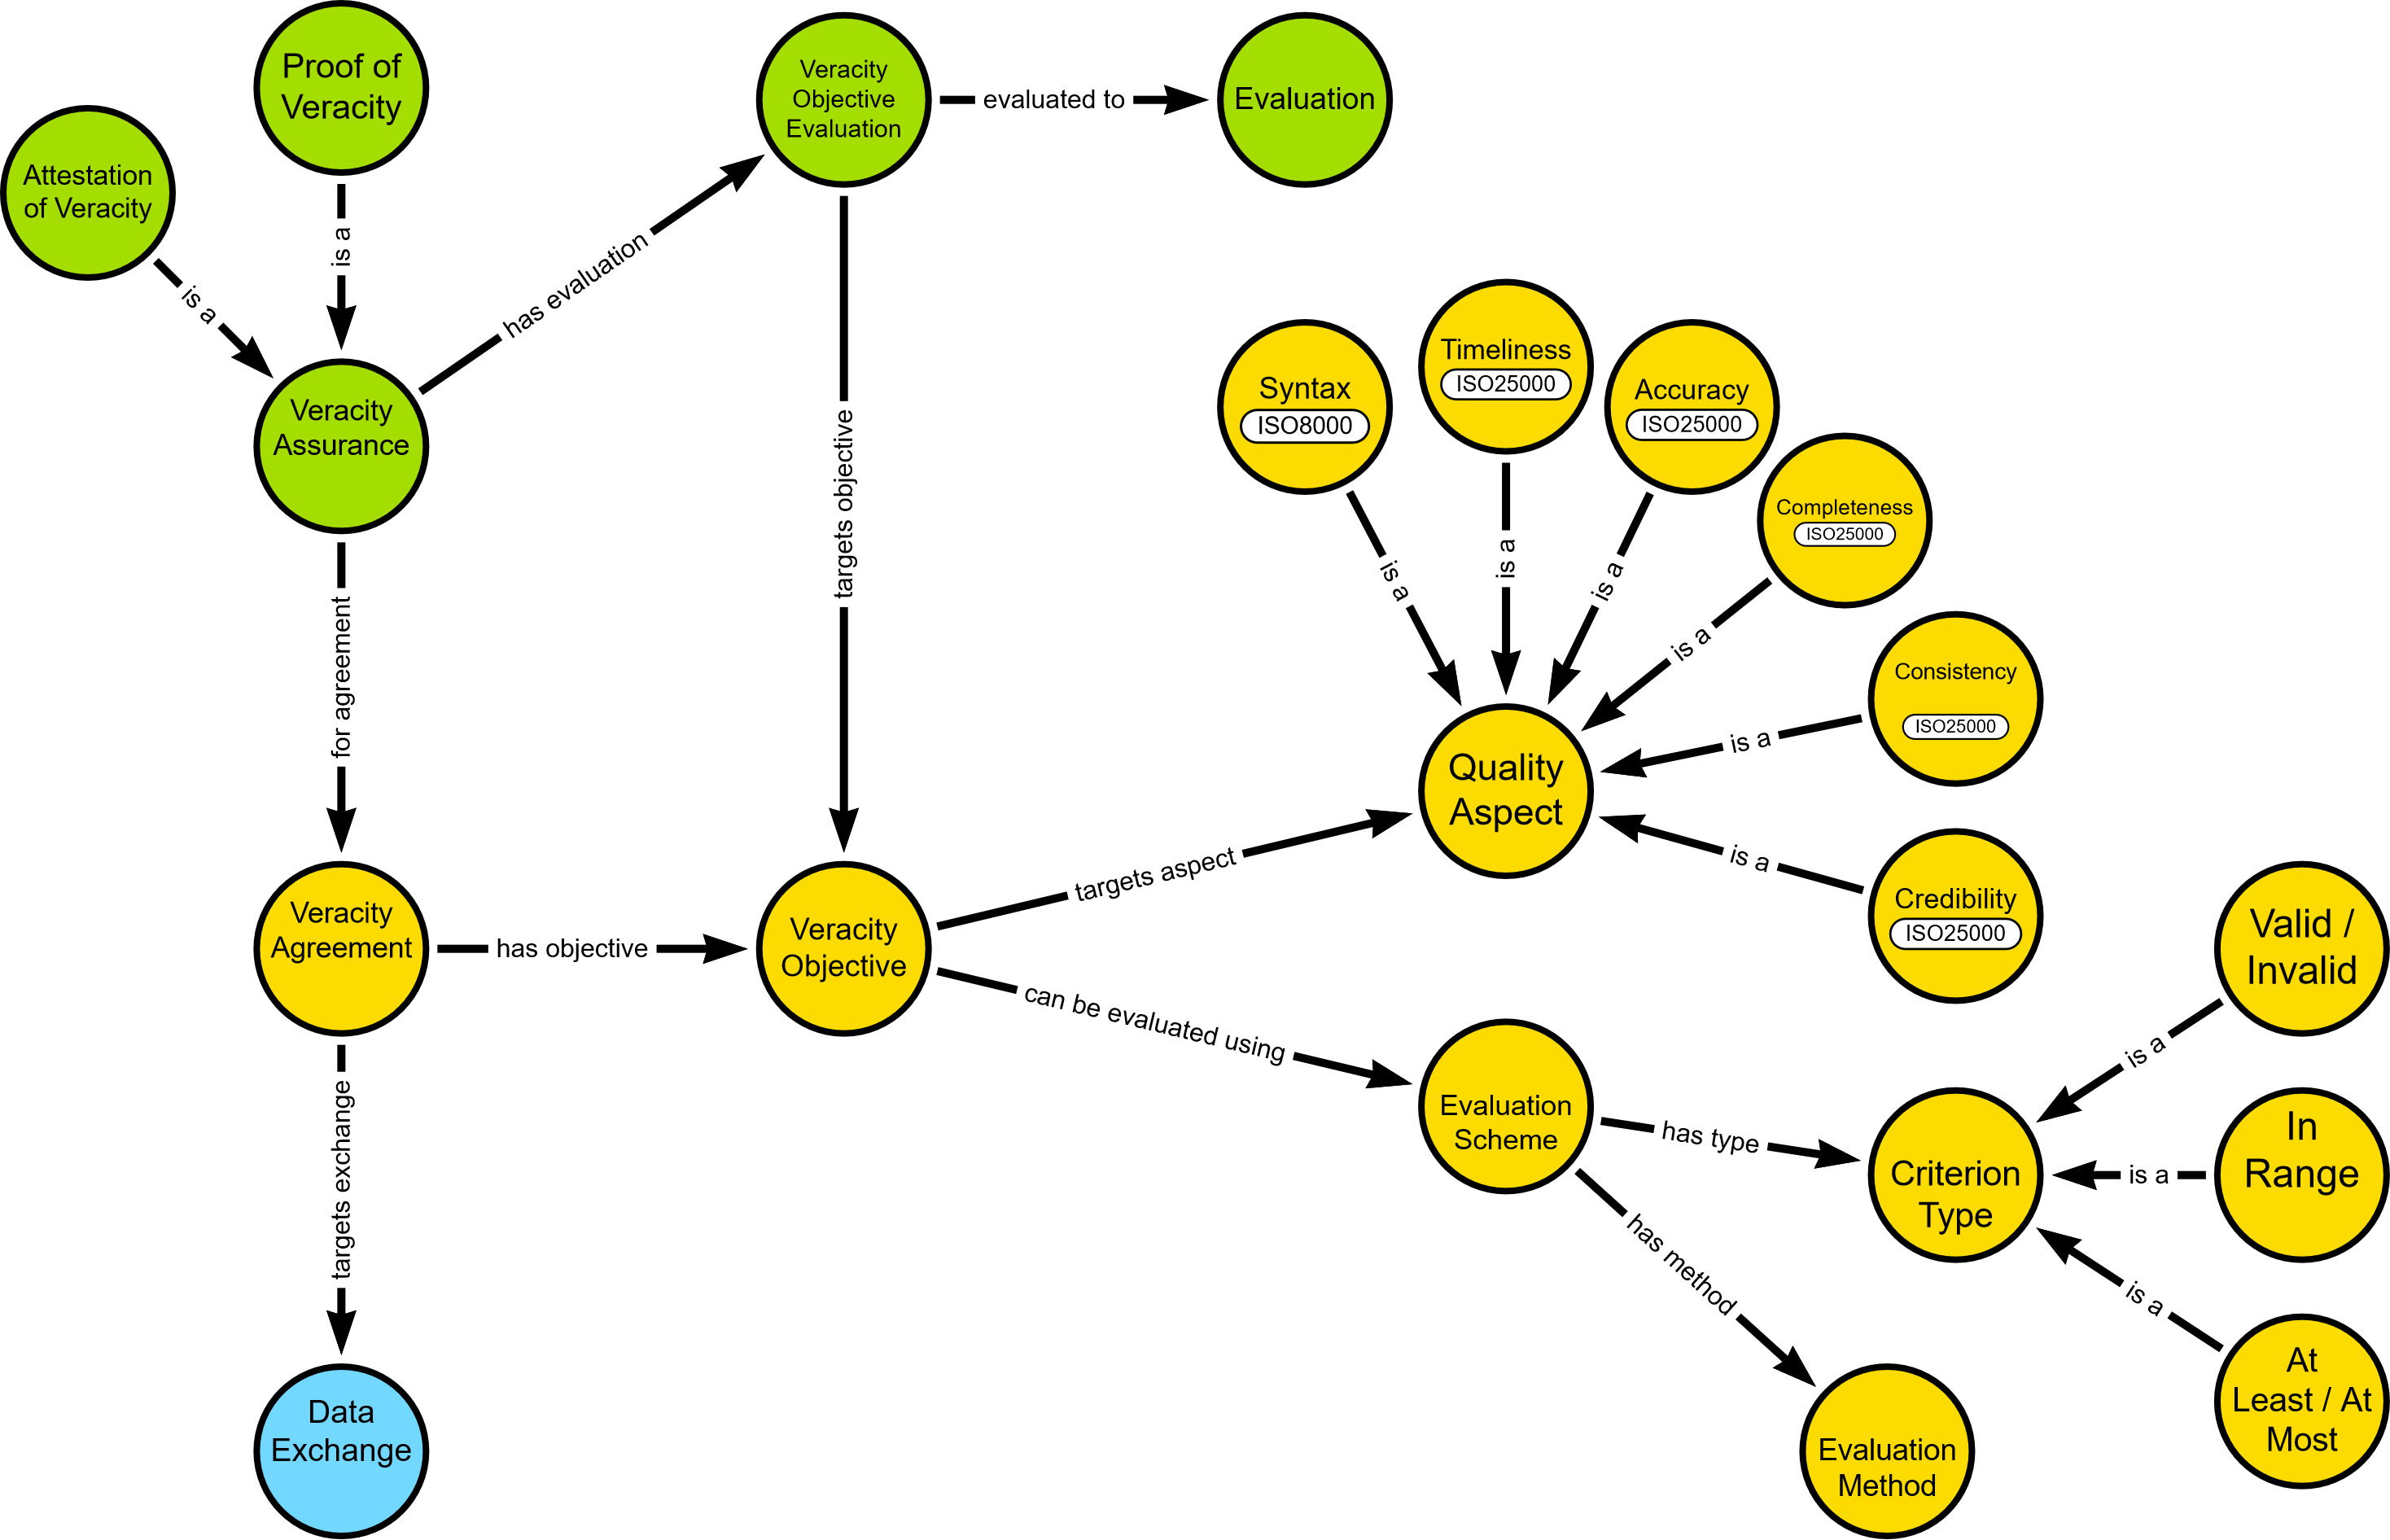 Proof of
Veracity
Attestation
of Veracity
is a
is a
Veracity
Assurance
has evaluation
Veracity
Objective
Evaluation
evaluated to
Evaluation
targets objective
for agreement
Veracity
Agreement
has objective
Veracity
Objective
targets exchange
Data
Exchange
targets aspect
Quality
Aspect
Syntax
ISO8000
is a
Timeliness
ISO25000
is a
Accuracy
ISO25000
is a
Completeness
ISO25000
is a
Consistency
ISO25000
is a
Credibility
ISO25000
is a
can be evaluated using
Evaluation
Scheme
has type
Criterion
Type
has method
Evaluation
Method
Valid /
Invalid
is a
In
Range
is a
At
Least / At
Most
is a